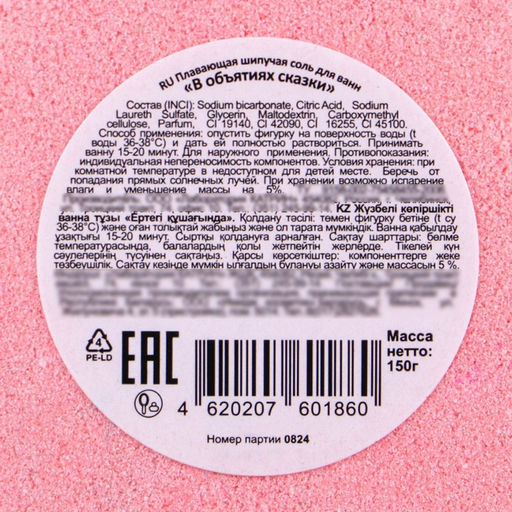 RU Плавающая шипучая соль для ванн
«В объятиях сказки»
Состав (INCI): Sodium bicarbonate, Citric Acid, Sodium
Laureth Sulfate, Glycerin, Maltodextrin, Carboxymethyl
cellulose, Parfum, CI 19140, CI 42090, CI 16255, CI 45100.
Способ применения: опустить фигурку на поверхность воды (t
воды 36-38°С) и дать ей полностью раствориться. Принимать
ванну 15-20 минут. Для наружного применения. Противопоказания:
индивидуальная непереносимость компонентов. Условия хранения: при
комнатной температуре в недоступном для детей месте. Беречь от
попадания прямых солнечных лучей. При хранении возможно испарение
влаги и уменьшение массы на 5%.
KZ Жүзбелі көпіршікті
ванна тұзы «Ертегі құшағында». Қолдану тәсілі: төмен фигурку бетіне (t су
36-38°С) және оған толықтай жабыңыз және ол тарата мүмкіндік. Ванна қабылдау
ұзақтығы 15-20 минут. Сыртқы қолдануға арналған. Сақтау шарттары: бөлме
температурасында, балалардың қолы жетпейтін жерлерде. Тікелей күн
сәулелерінің түсуінен сақтаңыз. Қарсы көрсеткіштер: компоненттерге жеке
төзбеушілік. Сақтау кезінде мүмкін ылғалдың булануы азайту және массасын 5 %.
4
PE-LD
EAC
Масса
нетто:
150г
4 620207 601860
Номер партии 0824